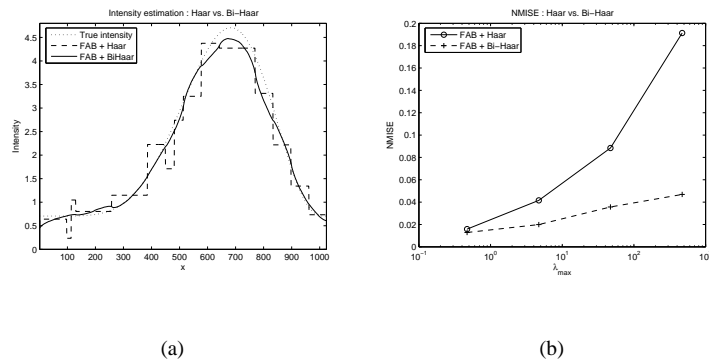 Intensity estimation : Haar vs. Bi−Haar
True intensity
FAB + Haar
FAB + BiHaar
Intensity
4.5
4
3.5
3
2.5
2
1.5
1
0.5
0
100 200 300 400 500 600 700 800 900 1000
x
(a)
NMISE : Haar vs. Bi−Haar
FAB + Haar
FAB + Bi−Haar
NMISE
0.2
0.18
0.16
0.14
0.12
0.1
0.08
0.06
0.04
0.02
0
10−1 100 101 102 10
λmax
(b)